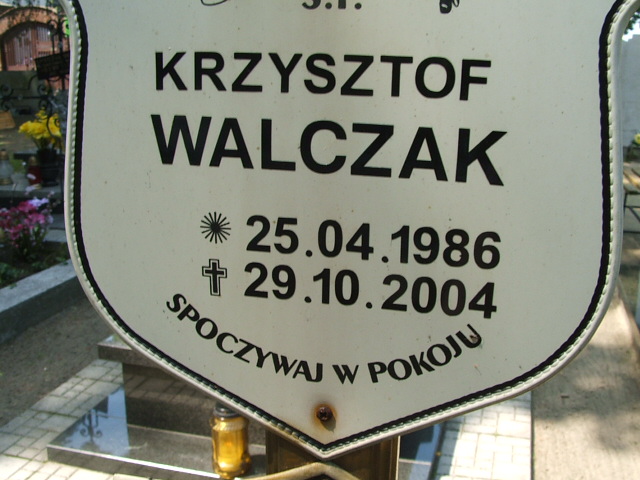 Ś.P.
KRZYSZTOF
WALCZAK
25.04.1986
29.10.2004
SPOCZYWAJ W POKOJU